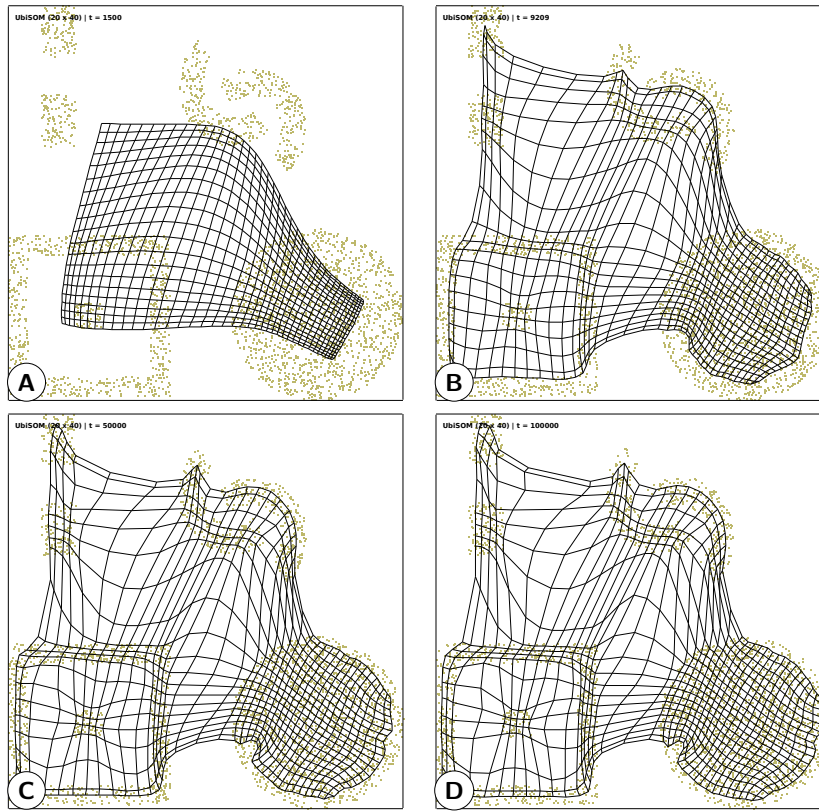 UbiSOM (20 x 40) | t = 1500
UbiSOM (20 x 40) | t = 9209
A
B
UbiSOM (20 x 40) | t = 50000
UbiSOM (20 x 40) | t = 100000
C
D